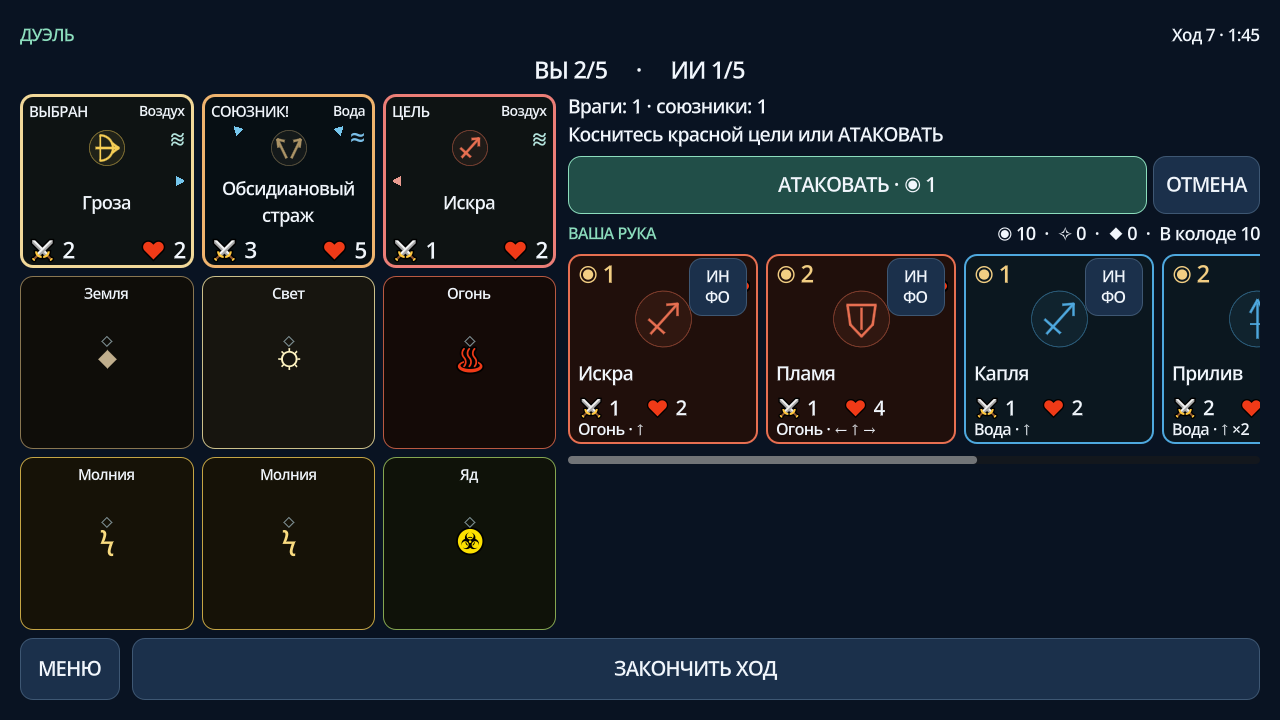 ДУЭЛЬ
Ход 7 · 1:45
ВЫ 2/5 · ИИ 1/5
ВЫБРАН Воздух
Гроза
2 2
СОЮЗНИК! Вода
Обсидиановый
страж
3 5
ЦЕЛЬ Воздух
Искра
1 2
Земля
Свет
Огонь
Молния
Молния
Яд
Враги: 1 · союзники: 1
Коснитесь красной цели или АТАКОВАТЬ
АТАКОВАТЬ · ◉ 1
ОТМЕНА
ВАША РУКА
◉ 10 · ✧ 0 · ◆ 0 · В колоде 10
◉ 1
ИН
ФО
Искра
1 2
Огонь · ↑
◉ 2
ИН
ФО
Пламя
1 4
Огонь · ← ↑ →
◉ 1
ИН
ФО
Капля
1 2
Вода · ↑
◉ 2
Прилив
2
Вода · ↑ ×2
МЕНЮ
ЗАКОНЧИТЬ ХОД